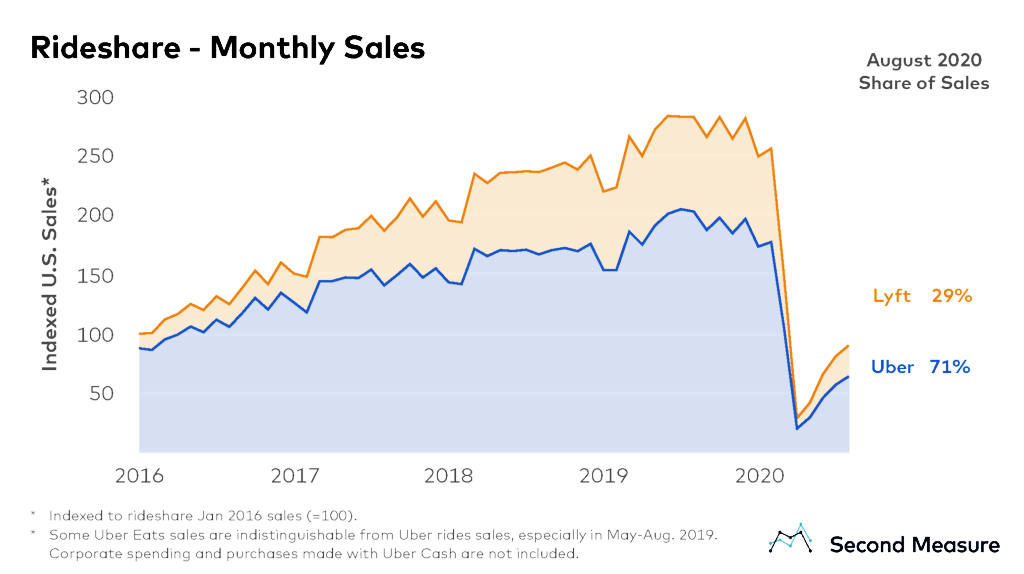 Rideshare - Monthly Sales
August 2020
Share of Sales
Indexed U.S. Sales*
300
250
200
150
100
50
Lyft 29%
Uber 71%
2016 2017 2018 2019 2020
* Indexed to rideshare Jan 2016 sales (=100).
* Some Uber Eats sales are indistinguishable from Uber rides sales, especially in May-Aug. 2019.
Corporate spending and purchases made with Uber Cash are not included.
Second Measure